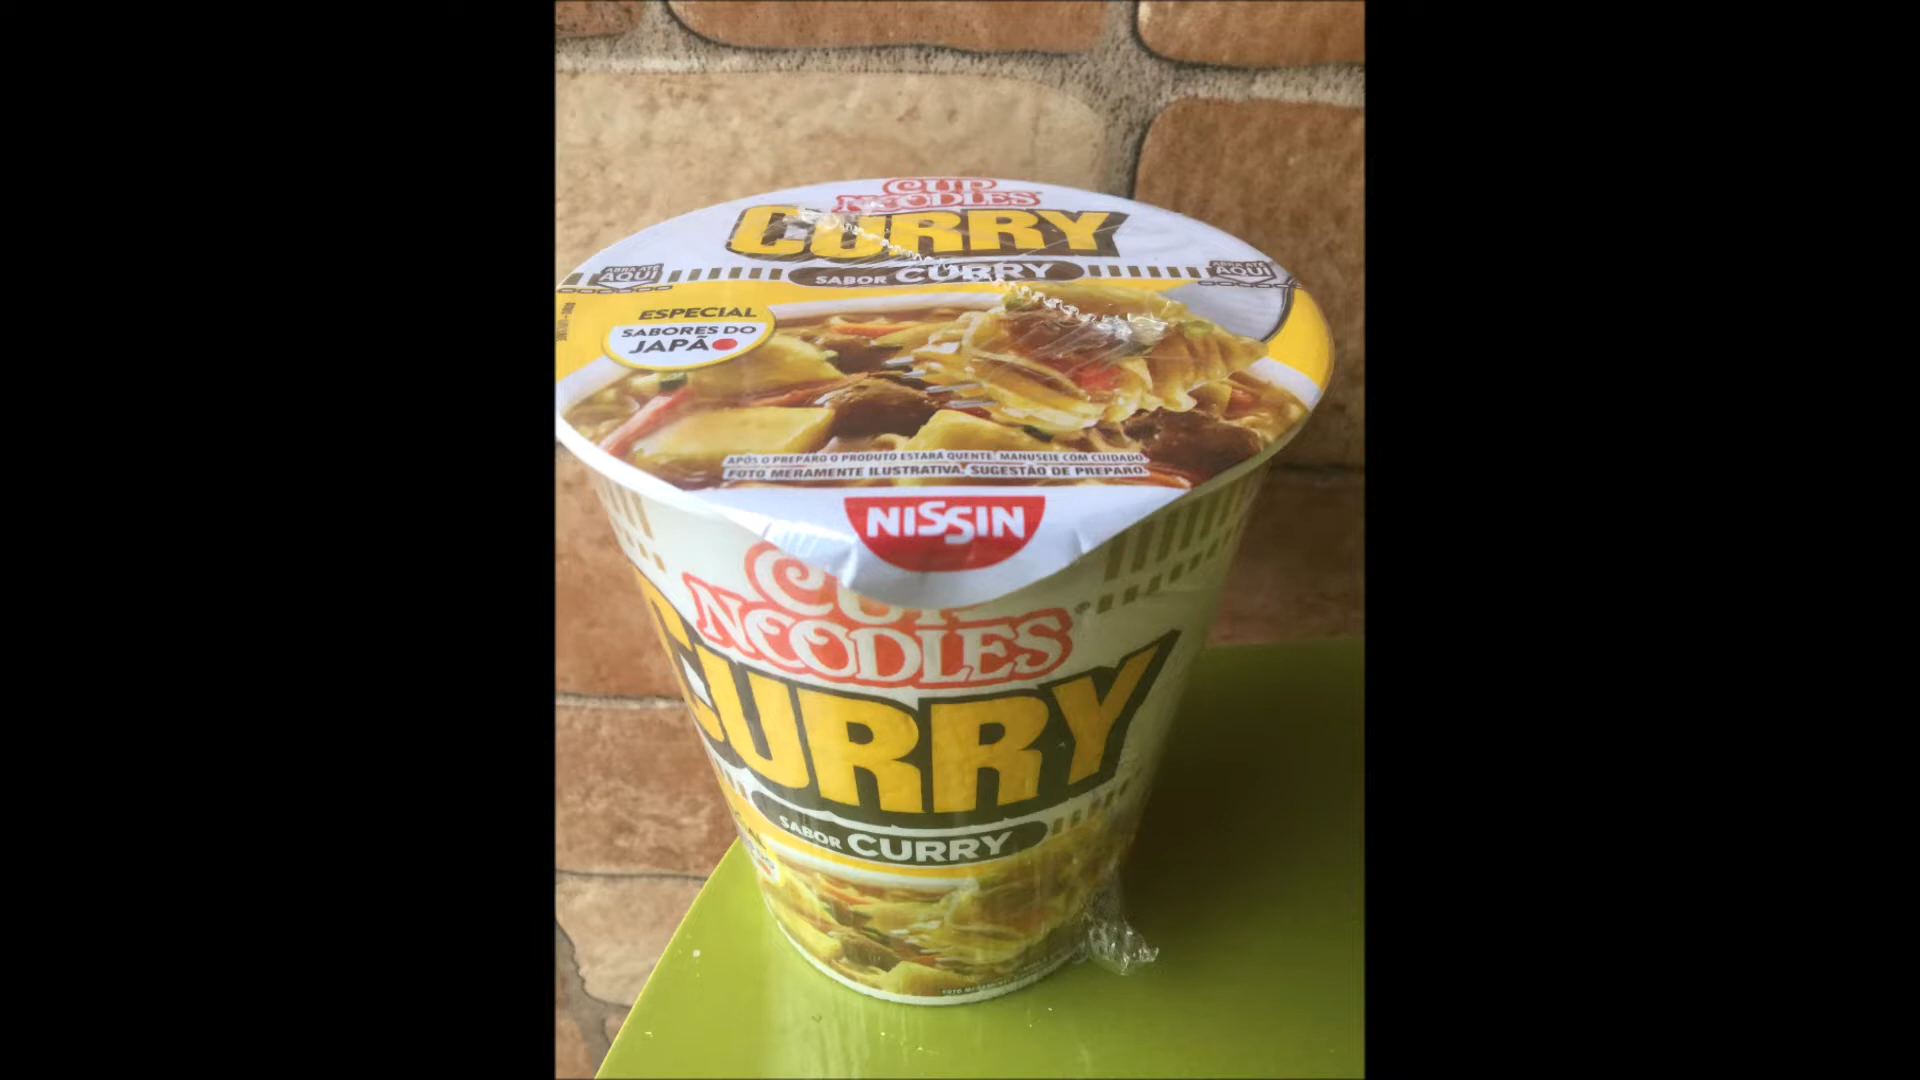 CUP
NOODLES
CURRY
SABOR CURRY
ABRA ATÉ
AQUI
ABRA ATÉ
AQUI
ESPECIAL
SABORES DO
JAPÃO
APÓS O PREPARO O PRODUTO ESTARÁ QUENTE. MANUSEIE COM CUIDADO.
FOTO MERAMENTE ILUSTRATIVA. SUGESTÃO DE PREPARO.
NISSIN
CUP
NOODLES
CURRY
SABOR CURRY